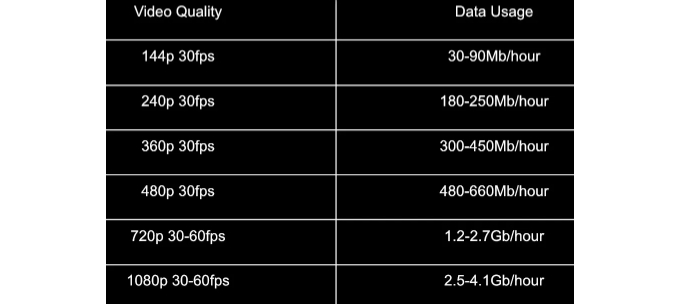 Video Quality Data Usage
144p 30fps 30-90Mb/hour
240p 30fps 180-250Mb/hour
360p 30fps 300-450Mb/hour
480p 30fps 480-660Mb/hour
720p 30-60fps 1.2-2.7Gb/hour
1080p 30-60fps 2.5-4.1Gb/hour